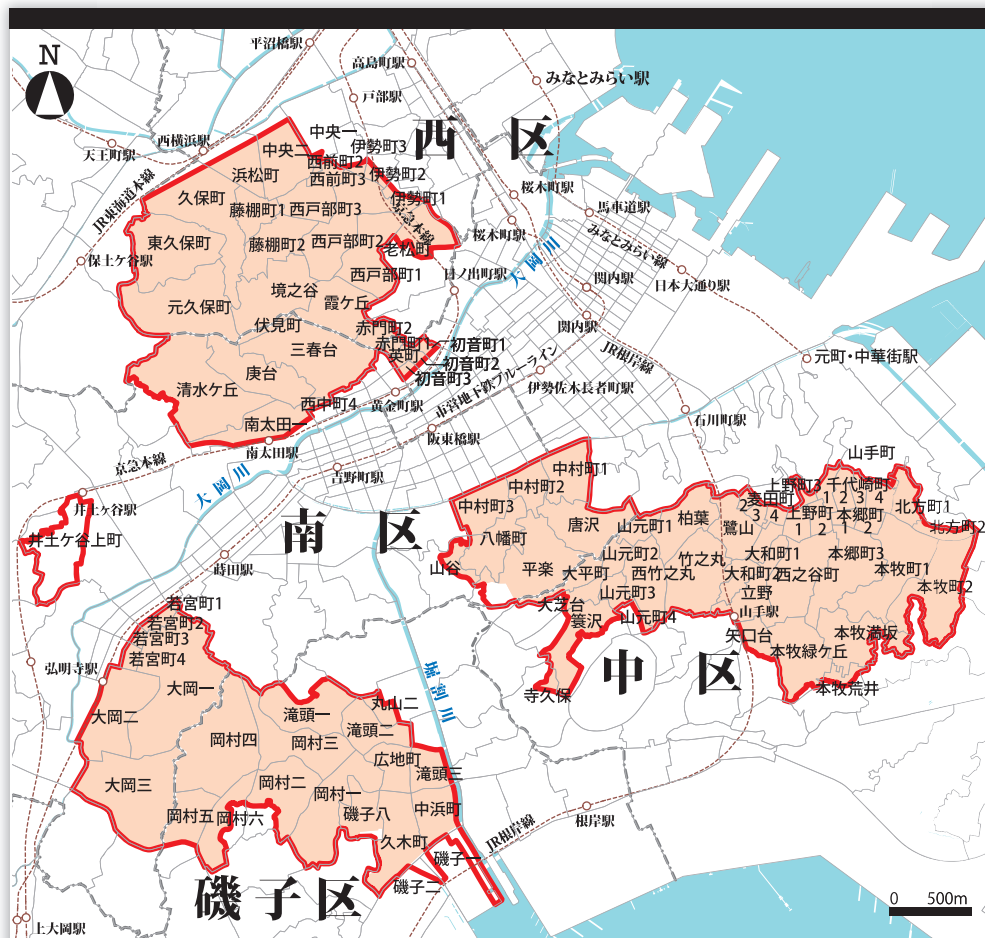 N
平沼橋駅
高島町駅
みなとみらい駅
戸部駅
西区
中央一
伊勢町3
西横浜駅
天王町駅
中央二
西前町2
西前町3
伊勢町2
浜松町
久保町
伊勢町1
桜木町駅
藤棚町1
西戸部町3
JR東海道本線
京急本線
馬車道駅
桜木町駅
みなとみらい線
東久保町
藤棚町2
西戸部町2
老松町
大岡川
保土ケ谷駅
西戸部町1
日ノ出町駅
関内駅
日本大通り駅
境之谷
霞ケ丘
元久保町
伏見町
赤門町2
関内駅
赤門町1
初音町1
三春台
英町
初音町2
JR根岸線
元町・中華街駅
庚台
初音町3
清水ケ丘
伊勢佐木長者町駅
市営地下鉄ブルーライン
西中町4
黄金町駅
石川町駅
南太田一
阪東橋駅
南太田駅
京急本線
大岡川
吉野町駅
山手町
中村町1
中村町2
上野町3
千代崎町
1 2 3 4
麦田町
2 3 4
中村町3
北方町1
井土ヶ谷駅
南区
唐沢
山元町1
柏葉
鷺山
上野町
1 2
本郷町
1 2
北方町2
井土ケ谷上町
八幡町
山元町2
竹之丸
大和町1
本郷町3
蒔田駅
山谷
平楽
大平町
西竹之丸
大和町2
西之谷町
本牧町1
山元町3
立野
本牧町2
若宮町1
大芝台
簑沢
山元町4
山手駅
若宮町2
若宮町3
矢口台
本牧満坂
若宮町4
弘明寺駅
中区
本牧緑ケ丘
大岡一
堀割川
寺久保
本牧荒井
丸山二
大岡二
滝頭一
滝頭二
岡村四
岡村三
広地町
大岡三
岡村二
滝頭三
岡村一
岡村五
岡村六
磯子八
中浜町
根岸駅
JR根岸線
久木町
磯子一
磯子区
磯子二
上大岡駅
0 500m